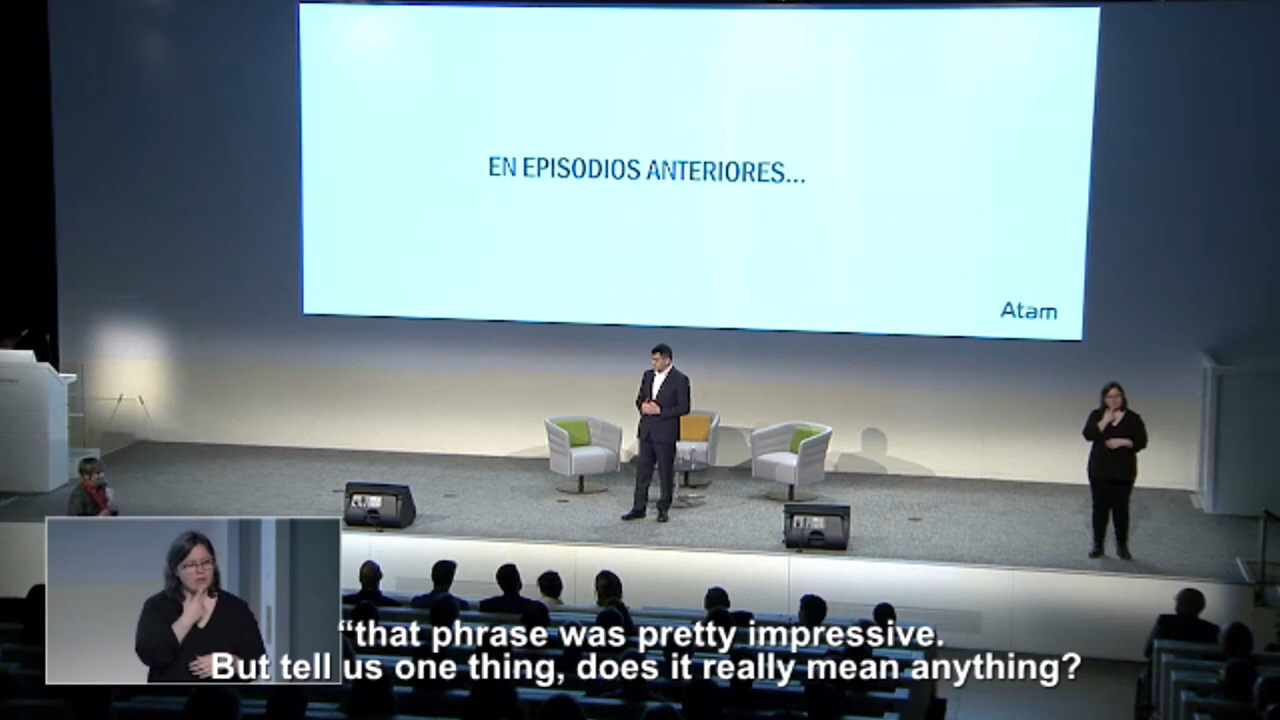 EN EPISODIOS ANTERIORES...
Atam
“that phrase was pretty impressive.
But tell us one thing, does it really mean anything?